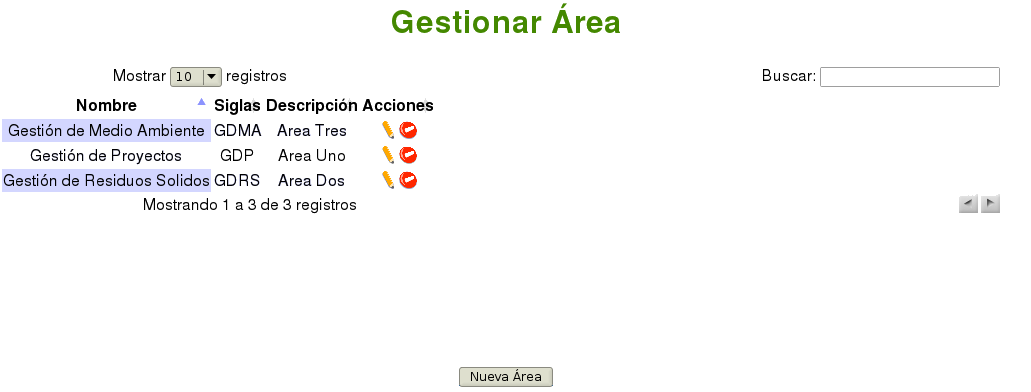 Gestionar Área
Mostrar 10 registros Buscar:
Nombre Siglas Descripción Acciones
Gestión de Medio Ambiente GDMA Area Tres
Gestión de Proyectos GDP Area Uno
Gestión de Residuos Solidos GDRS Area Dos
Mostrando 1 a 3 de 3 registros
Nueva Área